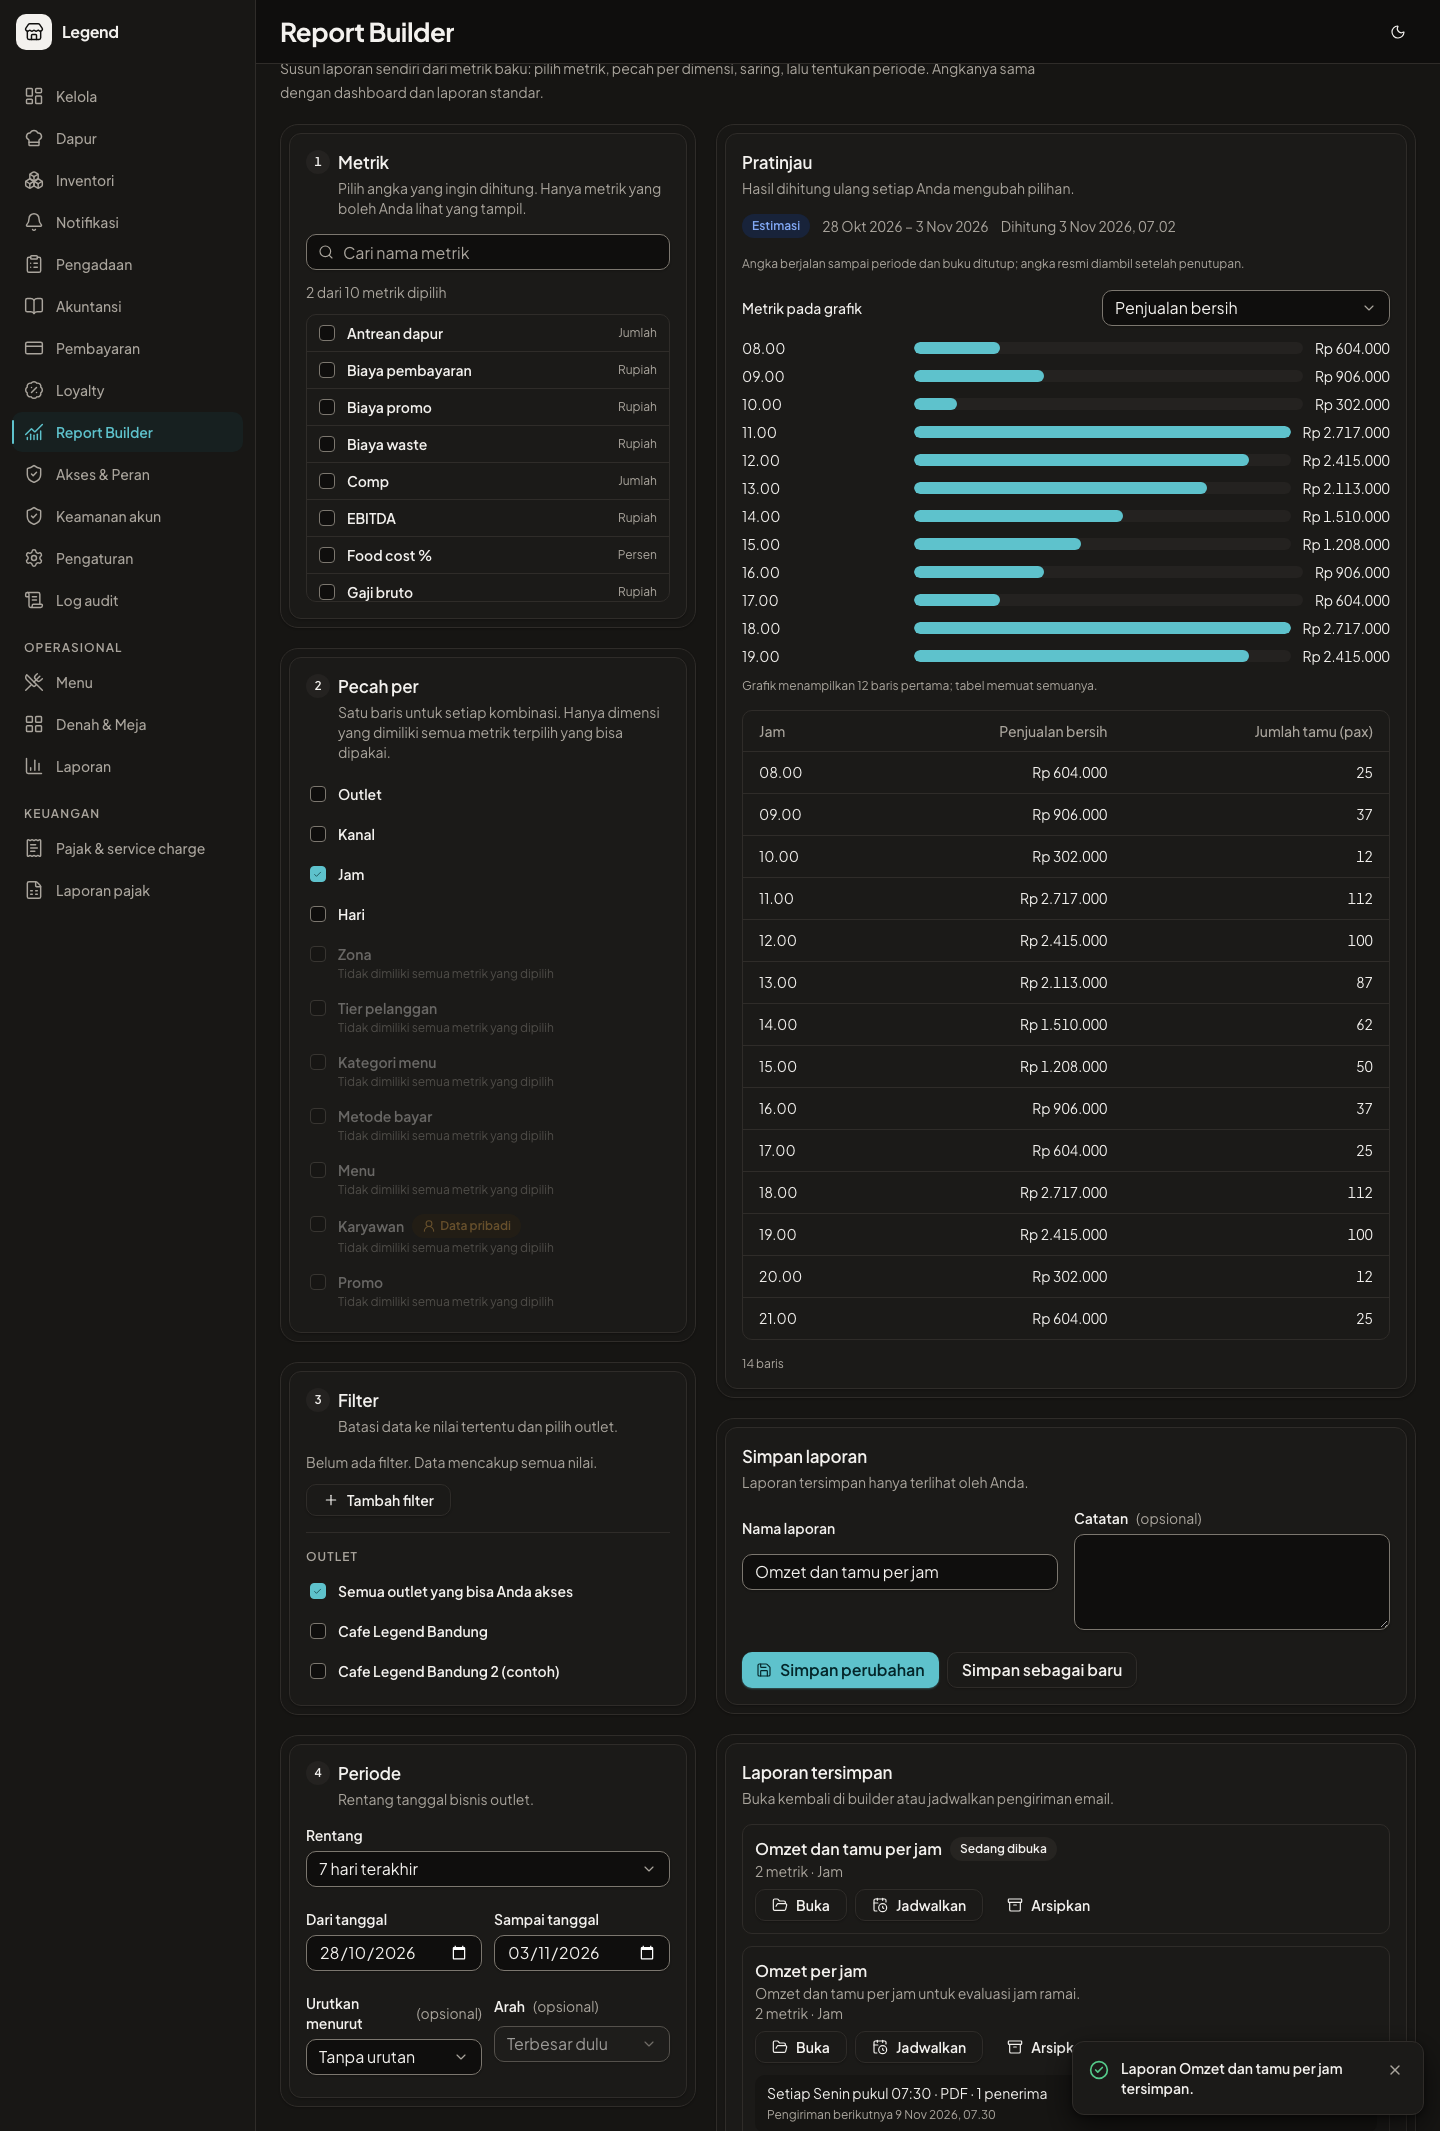 Legend
Kelola
Dapur
Inventori
Notifikasi
Pengadaan
Akuntansi
Pembayaran
Loyalty
Report Builder
Akses & Peran
Keamanan akun
Pengaturan
Log audit
OPERASIONAL
Menu
Denah & Meja
Laporan
KEUANGAN
Pajak & service charge
Laporan pajak
Report Builder
Susun laporan sendiri dari metrik baku: pilih metrik, pecah per dimensi, saring, lalu tentukan periode. Angkanya sama
dengan dashboard dan laporan standar.
1 Metrik
Pilih angka yang ingin dihitung. Hanya metrik yang
boleh Anda lihat yang tampil.
Cari nama metrik
2 dari 10 metrik dipilih
Antrean dapur Jumlah
Biaya pembayaran Rupiah
Biaya promo Rupiah
Biaya waste Rupiah
Comp Jumlah
EBITDA Rupiah
Food cost % Persen
Gaji bruto Rupiah
2 Pecah per
Satu baris untuk setiap kombinasi. Hanya dimensi
yang dimiliki semua metrik terpilih yang bisa
dipakai.
Outlet
Kanal
Jam
Hari
Zona
Tidak dimiliki semua metrik yang dipilih
Tier pelanggan
Tidak dimiliki semua metrik yang dipilih
Kategori menu
Tidak dimiliki semua metrik yang dipilih
Metode bayar
Tidak dimiliki semua metrik yang dipilih
Menu
Tidak dimiliki semua metrik yang dipilih
Karyawan Data pribadi
Tidak dimiliki semua metrik yang dipilih
Promo
Tidak dimiliki semua metrik yang dipilih
3 Filter
Batasi data ke nilai tertentu dan pilih outlet.
Belum ada filter. Data mencakup semua nilai.
Tambah filter
OUTLET
Semua outlet yang bisa Anda akses
Cafe Legend Bandung
Cafe Legend Bandung 2 (contoh)
4 Periode
Rentang tanggal bisnis outlet.
Rentang
7 hari terakhir
Dari tanggal Sampai tanggal
28/10/2026 03/11/2026
Urutkan menurut (opsional) Arah (opsional)
Tanpa urutan Terbesar dulu
Pratinjau
Hasil dihitung ulang setiap Anda mengubah pilihan.
Estimasi 28 Okt 2026 – 3 Nov 2026 Dihitung 3 Nov 2026, 07.02
Angka berjalan sampai periode dan buku ditutup; angka resmi diambil setelah penutupan.
Metrik pada grafik Penjualan bersih
08.00 Rp 604.000
09.00 Rp 906.000
10.00 Rp 302.000
11.00 Rp 2.717.000
12.00 Rp 2.415.000
13.00 Rp 2.113.000
14.00 Rp 1.510.000
15.00 Rp 1.208.000
16.00 Rp 906.000
17.00 Rp 604.000
18.00 Rp 2.717.000
19.00 Rp 2.415.000
Grafik menampilkan 12 baris pertama; tabel memuat semuanya.
Jam Penjualan bersih Jumlah tamu (pax)
08.00 Rp 604.000 25
09.00 Rp 906.000 37
10.00 Rp 302.000 12
11.00 Rp 2.717.000 112
12.00 Rp 2.415.000 100
13.00 Rp 2.113.000 87
14.00 Rp 1.510.000 62
15.00 Rp 1.208.000 50
16.00 Rp 906.000 37
17.00 Rp 604.000 25
18.00 Rp 2.717.000 112
19.00 Rp 2.415.000 100
20.00 Rp 302.000 12
21.00 Rp 604.000 25
14 baris
Simpan laporan
Laporan tersimpan hanya terlihat oleh Anda.
Nama laporan Catatan (opsional)
Omzet dan tamu per jam
Simpan perubahan Simpan sebagai baru
Laporan tersimpan
Buka kembali di builder atau jadwalkan pengiriman email.
Omzet dan tamu per jam Sedang dibuka
2 metrik · Jam
Buka Jadwalkan Arsipkan
Omzet per jam
Omzet dan tamu per jam untuk evaluasi jam ramai.
2 metrik · Jam
Buka Jadwalkan Arsipk
Setiap Senin pukul 07:30 · PDF · 1 penerima
Pengiriman berikutnya 9 Nov 2026, 07.30
Laporan Omzet dan tamu per jam
tersimpan.